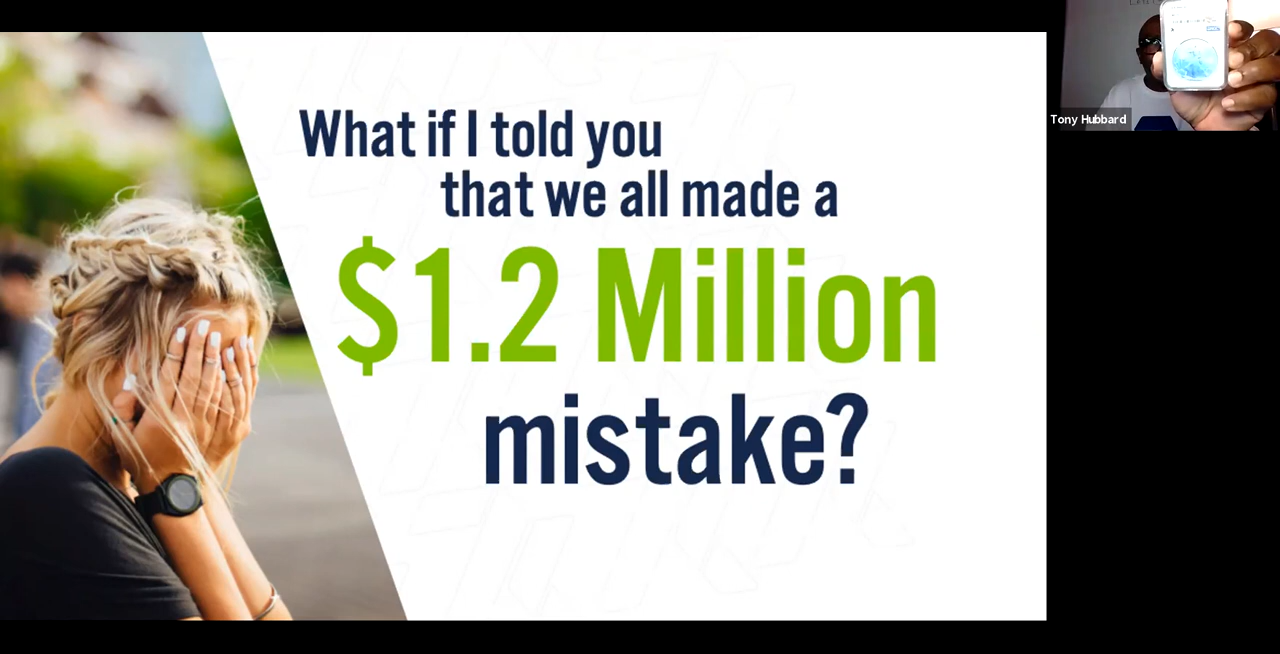 What if I told you
that we all made a
$1.2 Million
mistake?
Tony Hubbard